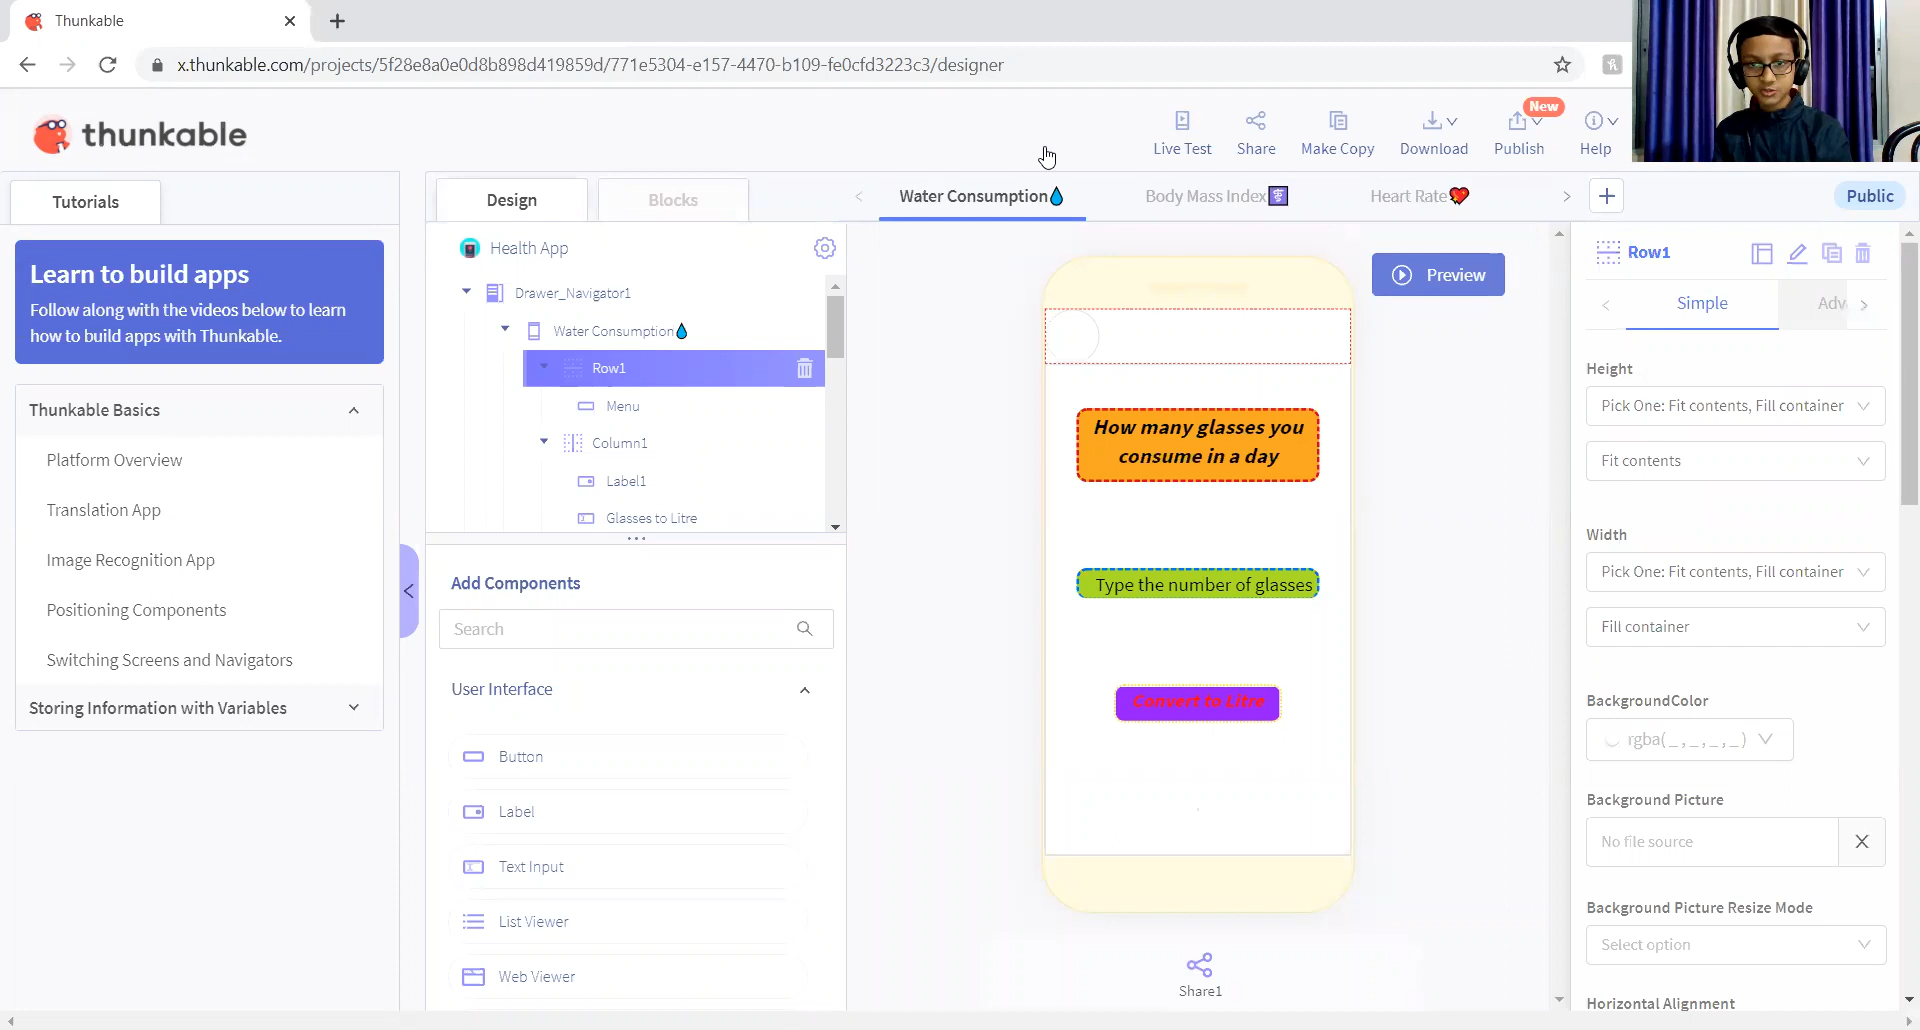 Thunkable
x.thunkable.com/projects/5f28e8a0e0d8b898d419859d/771e5304-e157-4470-b109-fe0cfd3223c3/designer
thunkable
Live Test
Share
Make Copy
Download
New
Publish
Help
Tutorials
Design
Blocks
Water Consumption
Body Mass Index
Heart Rate
Public
Learn to build apps
Follow along with the videos below to learn
how to build apps with Thunkable.
Thunkable Basics
Platform Overview
Translation App
Image Recognition App
Positioning Components
Switching Screens and Navigators
Storing Information with Variables
Health App
Drawer_Navigator1
Water Consumption
Row1
Menu
Column1
Label1
Glasses to Litre
Add Components
Search
User Interface
Button
Label
Text Input
List Viewer
Web Viewer
Preview
How many glasses you
consume in a day
Type the number of glasses
Convert to Litre
Share1
Row1
Simple
Adv
Height
Pick One: Fit contents, Fill container
Fit contents
Width
Pick One: Fit contents, Fill container
Fill container
BackgroundColor
rgba(_,_,_,_)
Background Picture
No file source
Background Picture Resize Mode
Select option
Horizontal Alignment